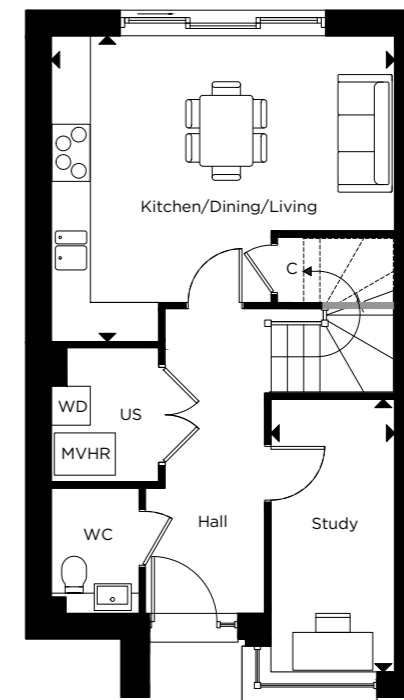 Kitchen/Dining/Living
C
WD
US
MVHR
WC
Hall
Study